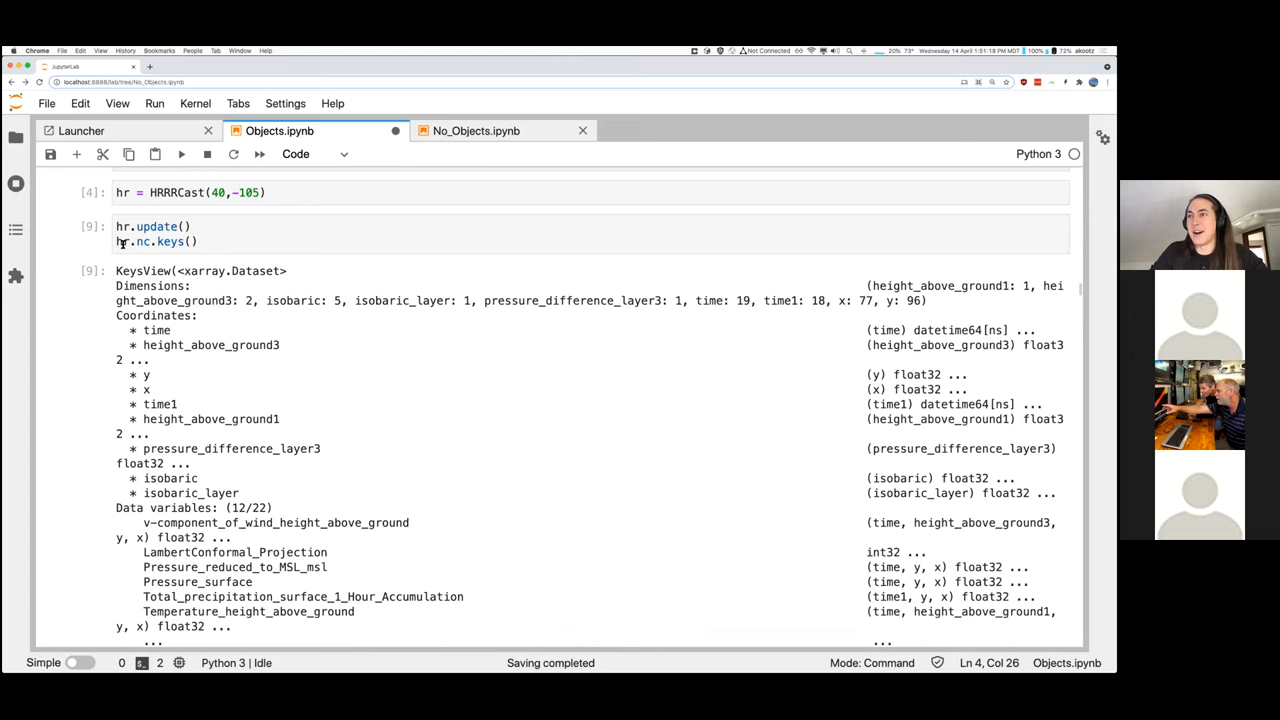 Chrome File Edit View History Bookmarks People Tab Window Help
Not Connected 20% 73° Wednesday 14 April 1:51:19 PM MDT 100% 72% akootz
JupyterLab
localhost:8888/lab/tree/No_Objects.ipynb
File Edit View Run Kernel Tabs Settings Help
Launcher Objects.ipynb No_Objects.ipynb
Code Python 3
[4]: hr = HRRRCast(40,-105)
[9]: hr.update()
hr.nc.keys()
[9]: KeysView(<xarray.Dataset>
Dimensions: (height_above_ground1: 1, hei
ght_above_ground3: 2, isobaric: 5, isobaric_layer: 1, pressure_difference_layer3: 1, time: 19, time1: 18, x: 77, y: 96)
Coordinates:
* time (time) datetime64[ns] ...
* height_above_ground3 (height_above_ground3) float3
2 ...
* y (y) float32 ...
* x (x) float32 ...
* time1 (time1) datetime64[ns] ...
* height_above_ground1 (height_above_ground1) float3
2 ...
* pressure_difference_layer3 (pressure_difference_layer3)
float32 ...
* isobaric (isobaric) float32 ...
* isobaric_layer (isobaric_layer) float32 ...
Data variables: (12/22)
v-component_of_wind_height_above_ground (time, height_above_ground3,
y, x) float32 ...
LambertConformal_Projection int32 ...
Pressure_reduced_to_MSL_msl (time, y, x) float32 ...
Pressure_surface (time, y, x) float32 ...
Total_precipitation_surface_1_Hour_Accumulation (time1, y, x) float32 ...
Temperature_height_above_ground (time, height_above_ground1,
y, x) float32 ...
... ...
Simple 0 2 Python 3 | Idle Saving completed Mode: Command Ln 4, Col 26 Objects.ipynb